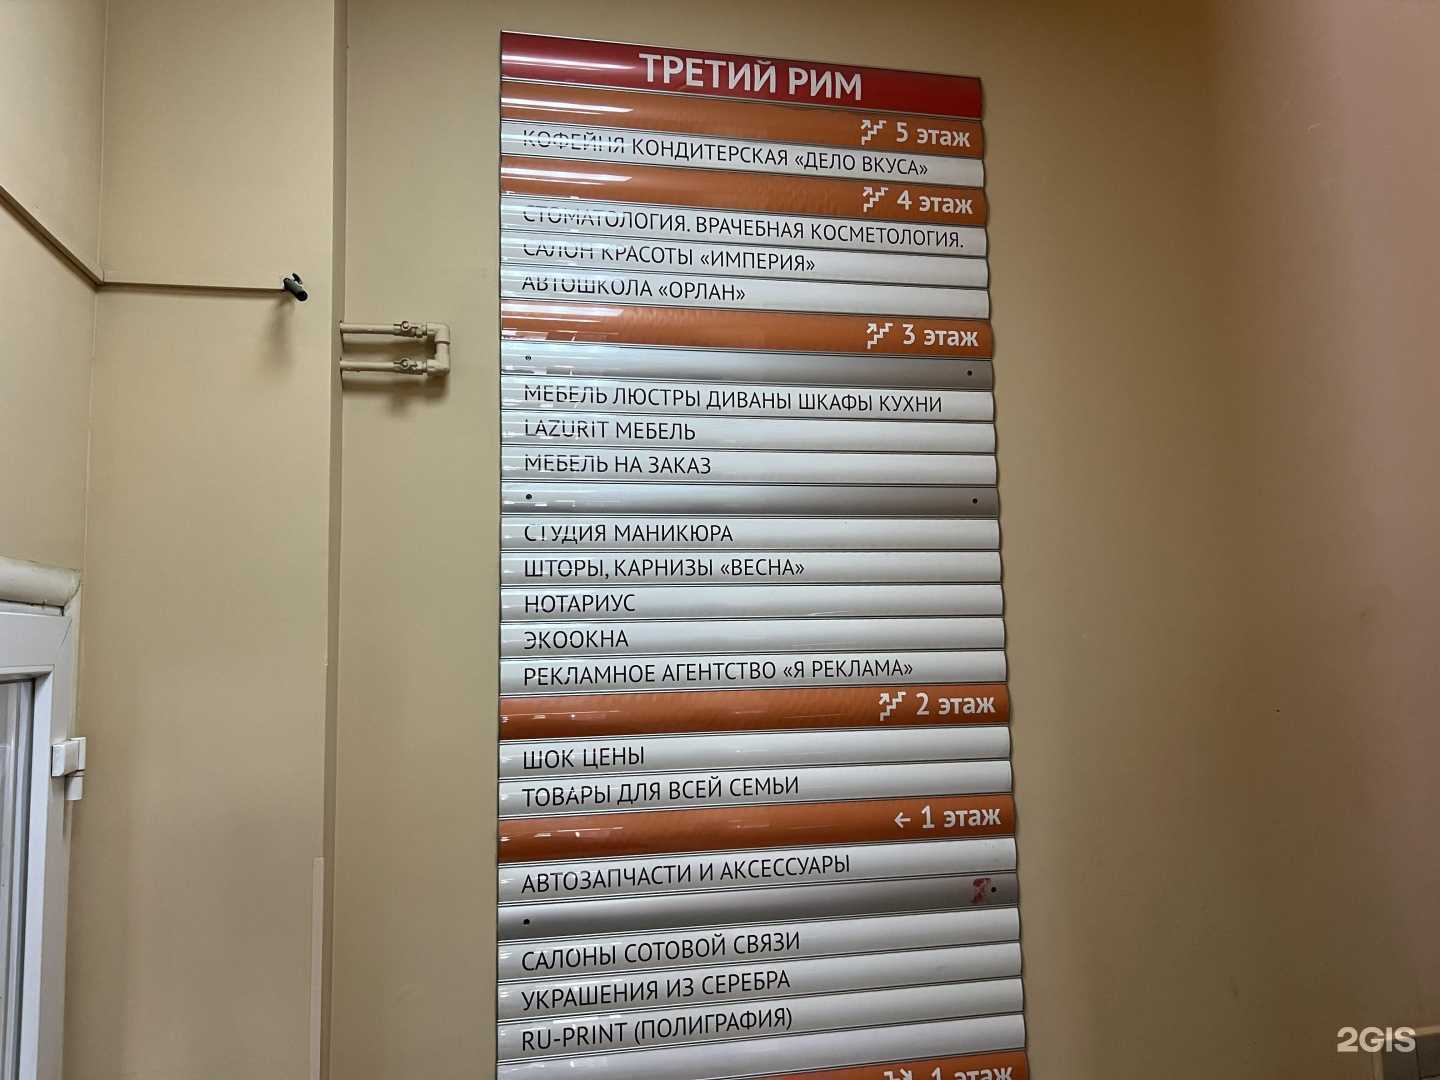 ТРЕТИЙ РИМ
5 этаж
КОФЕЙНЯ КОНДИТЕРСКАЯ «ДЕЛО ВКУСА»
4 этаж
СТОМАТОЛОГИЯ. ВРАЧЕБНАЯ КОСМЕТОЛОГИЯ.
САЛОН КРАСОТЫ «ИМПЕРИЯ»
АВТОШКОЛА «ОРЛАН»
3 этаж
МЕБЕЛЬ ЛЮСТРЫ ДИВАНЫ ШКАФЫ КУХНИ
LAZURIT МЕБЕЛЬ
МЕБЕЛЬ НА ЗАКАЗ
СТУДИЯ МАНИКЮРА
ШТОРЫ, КАРНИЗЫ «ВЕСНА»
НОТАРИУС
ЭКООКНА
РЕКЛАМНОЕ АГЕНТСТВО «Я РЕКЛАМА»
2 этаж
ШОК ЦЕНЫ
ТОВАРЫ ДЛЯ ВСЕЙ СЕМЬИ
← 1 этаж
АВТОЗАПЧАСТИ И АКСЕССУАРЫ
САЛОНЫ СОТОВОЙ СВЯЗИ
УКРАШЕНИЯ ИЗ СЕРЕБРА
RU-PRINT (ПОЛИГРАФИЯ)
1 этаж
2GIS